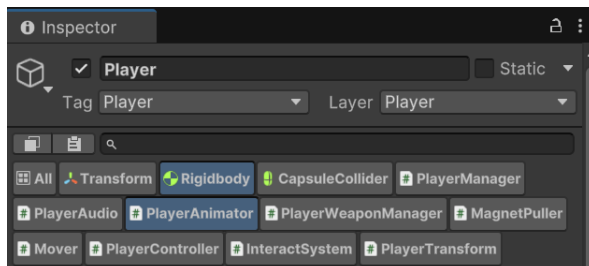 Inspector
Player Static
Tag Player Layer Player
All Transform Rigidbody CapsuleCollider PlayerManager
PlayerAudio PlayerAnimator PlayerWeaponManager MagnetPuller
Mover PlayerController InteractSystem PlayerTransform